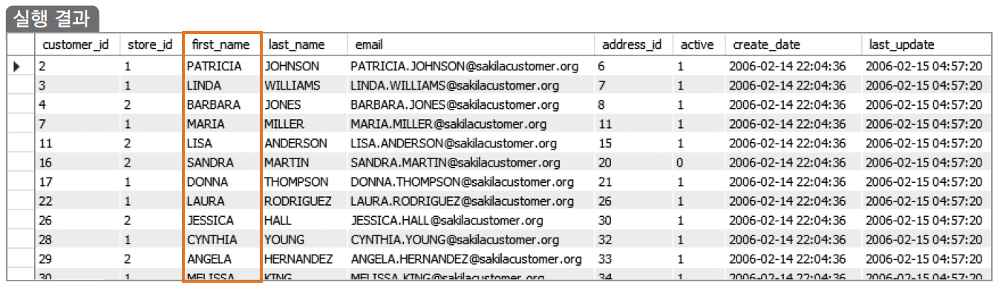 실행 결과
customer_id store_id first_name last_name email address_id active create_date last_update
2 1 PATRICIA JOHNSON PATRICIA.JOHNSON@sakilacustomer.org 6 1 2006-02-14 22:04:36 2006-02-15 04:57:20
3 1 LINDA WILLIAMS LINDA.WILLIAMS@sakilacustomer.org 7 1 2006-02-14 22:04:36 2006-02-15 04:57:20
4 2 BARBARA JONES BARBARA.JONES@sakilacustomer.org 8 1 2006-02-14 22:04:36 2006-02-15 04:57:20
7 1 MARIA MILLER MARIA.MILLER@sakilacustomer.org 11 1 2006-02-14 22:04:36 2006-02-15 04:57:20
11 2 LISA ANDERSON LISA.ANDERSON@sakilacustomer.org 15 1 2006-02-14 22:04:36 2006-02-15 04:57:20
16 2 SANDRA MARTIN SANDRA.MARTIN@sakilacustomer.org 20 0 2006-02-14 22:04:36 2006-02-15 04:57:20
17 1 DONNA THOMPSON DONNA.THOMPSON@sakilacustomer.org 21 1 2006-02-14 22:04:36 2006-02-15 04:57:20
22 1 LAURA RODRIGUEZ LAURA.RODRIGUEZ@sakilacustomer.org 26 1 2006-02-14 22:04:36 2006-02-15 04:57:20
26 2 JESSICA HALL JESSICA.HALL@sakilacustomer.org 30 1 2006-02-14 22:04:36 2006-02-15 04:57:20
28 1 CYNTHIA YOUNG CYNTHIA.YOUNG@sakilacustomer.org 32 1 2006-02-14 22:04:36 2006-02-15 04:57:20
29 2 ANGELA HERNANDEZ ANGELA.HERNANDEZ@sakilacustomer.org 33 1 2006-02-14 22:04:36 2006-02-15 04:57:20
30 1 MELISSA KING MELISSA.KING@sakilacustomer.org 34 1 2006-02-14 22:04:36 2006-02-15 04:57:20